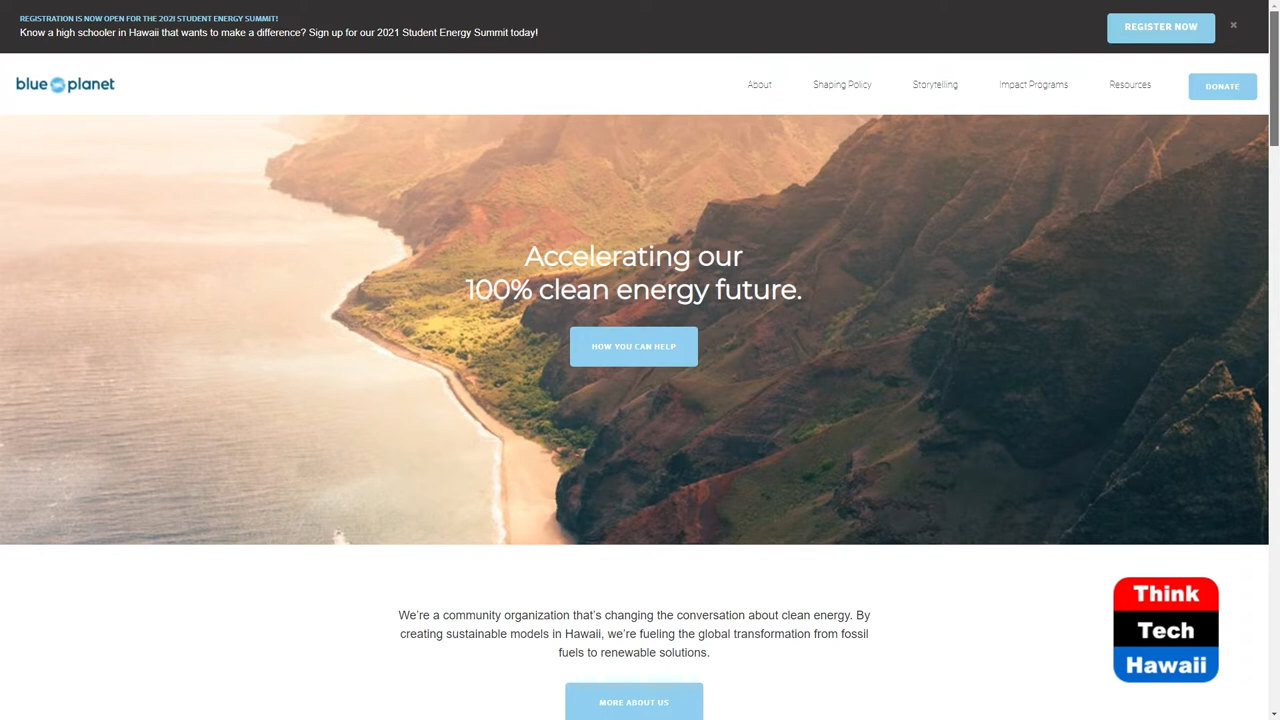 REGISTRATION IS NOW OPEN FOR THE 2021 STUDENT ENERGY SUMMIT!
Know a high schooler in Hawaii that wants to make a difference? Sign up for our 2021 Student Energy Summit today!
REGISTER NOW
blue planet
About
Shaping Policy
Storytelling
Impact Programs
Resources
DONATE
Accelerating our
100% clean energy future.
HOW YOU CAN HELP
We're a community organization that's changing the conversation about clean energy. By
creating sustainable models in Hawaii, we're fueling the global transformation from fossil
fuels to renewable solutions.
MORE ABOUT US
Think
Tech
Hawaii